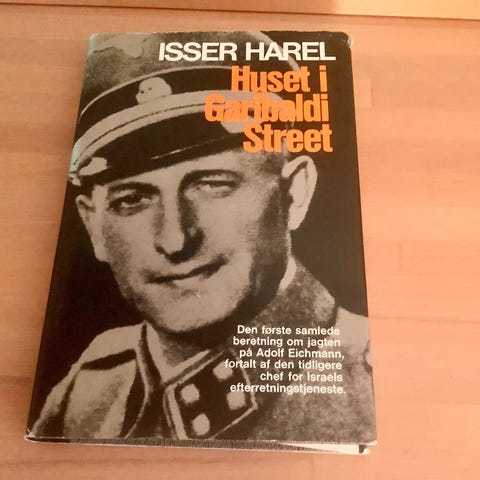 ISSER HAREL
Huset i
Garibaldi
Street
Den første samlede
beretning om jagten
på Adolf Eichmann,
fortalt af den tidligere
chef for Israels
efterretningstjeneste.